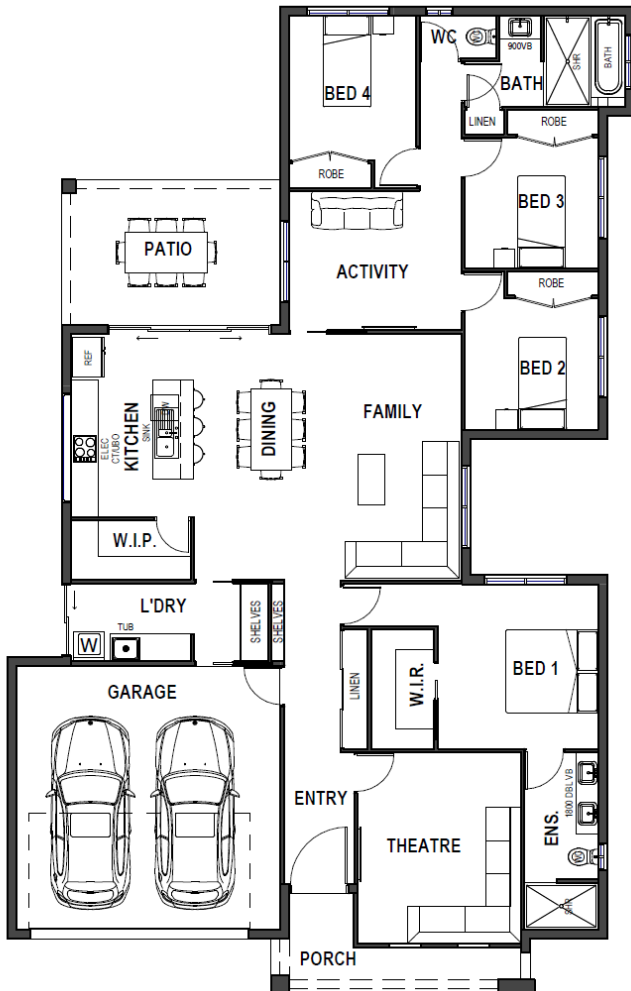 WC
900VB
SHR
BATH
BATH
BED 4
LINEN
ROBE
ROBE
BED 3
PATIO
ACTIVITY
ROBE
REF
BED 2
FAMILY
DW
SINK
KITCHEN
ELEC
CT/UBO
DINING
W.I.P.
L'DRY
TUB
W
SHELVES
SHELVES
BED 1
W.I.R.
LINEN
GARAGE
ENTRY
1800 DBL VB
ENS.
THEATRE
SHR
PORCH